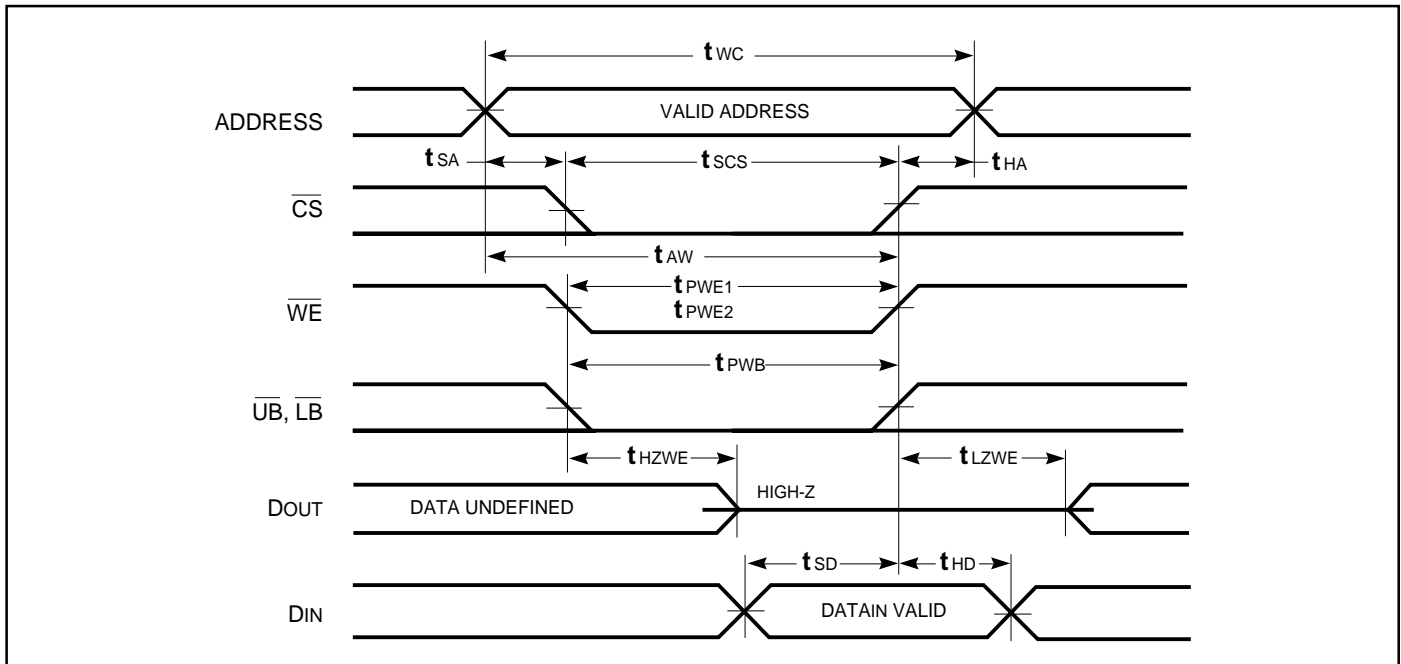 tWC
ADDRESS
VALID ADDRESS
tSA
tSCS
tHA
CS
tAW
tPWE1
WE
tPWE2
tPWB
UB, LB
tHZWE
tLZWE
DOUT
DATA UNDEFINED
HIGH-Z
tSD
tHD
DIN
DATAIN VALID